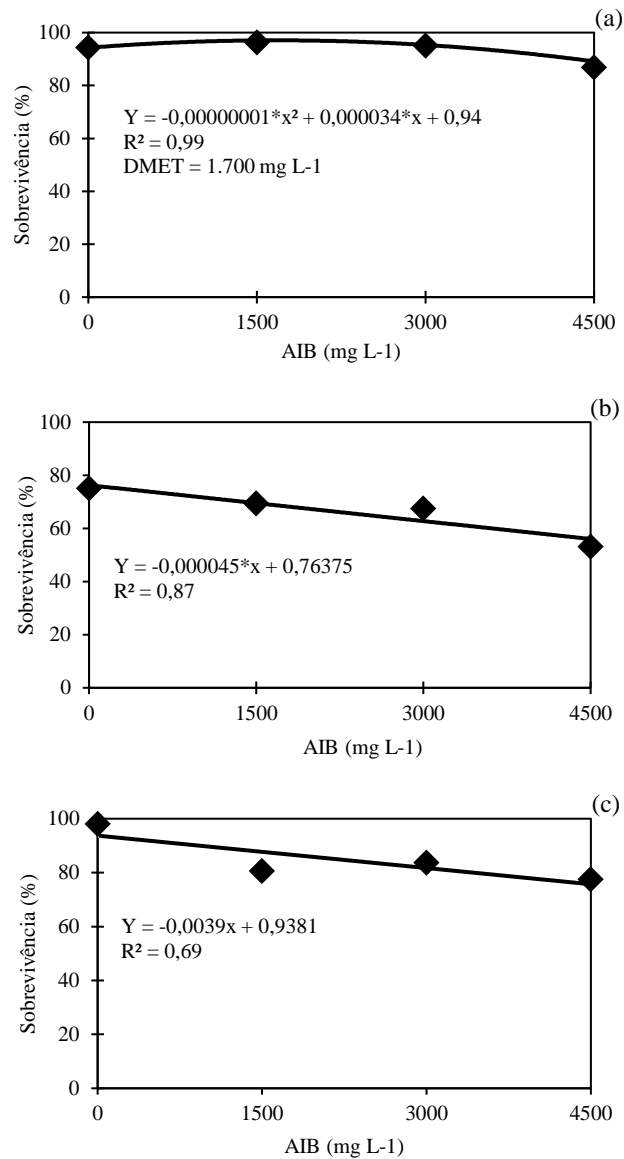 (a)
100
80
60
40
20
0
Sobrevivência (%)
Y = -0,00000001*x² + 0,000034*x + 0,94
R² = 0,99
DMET = 1.700 mg L-1
0 1500 3000 4500
AIB (mg L-1)
(b)
100
80
60
40
20
0
Sobrevivência (%)
Y = -0,000045*x + 0,76375
R² = 0,87
0 1500 3000 4500
AIB (mg L-1)
(c)
100
80
60
40
20
0
Sobrevivência (%)
Y = -0,0039x + 0,9381
R² = 0,69
0 1500 3000 4500
AIB (mg L-1)